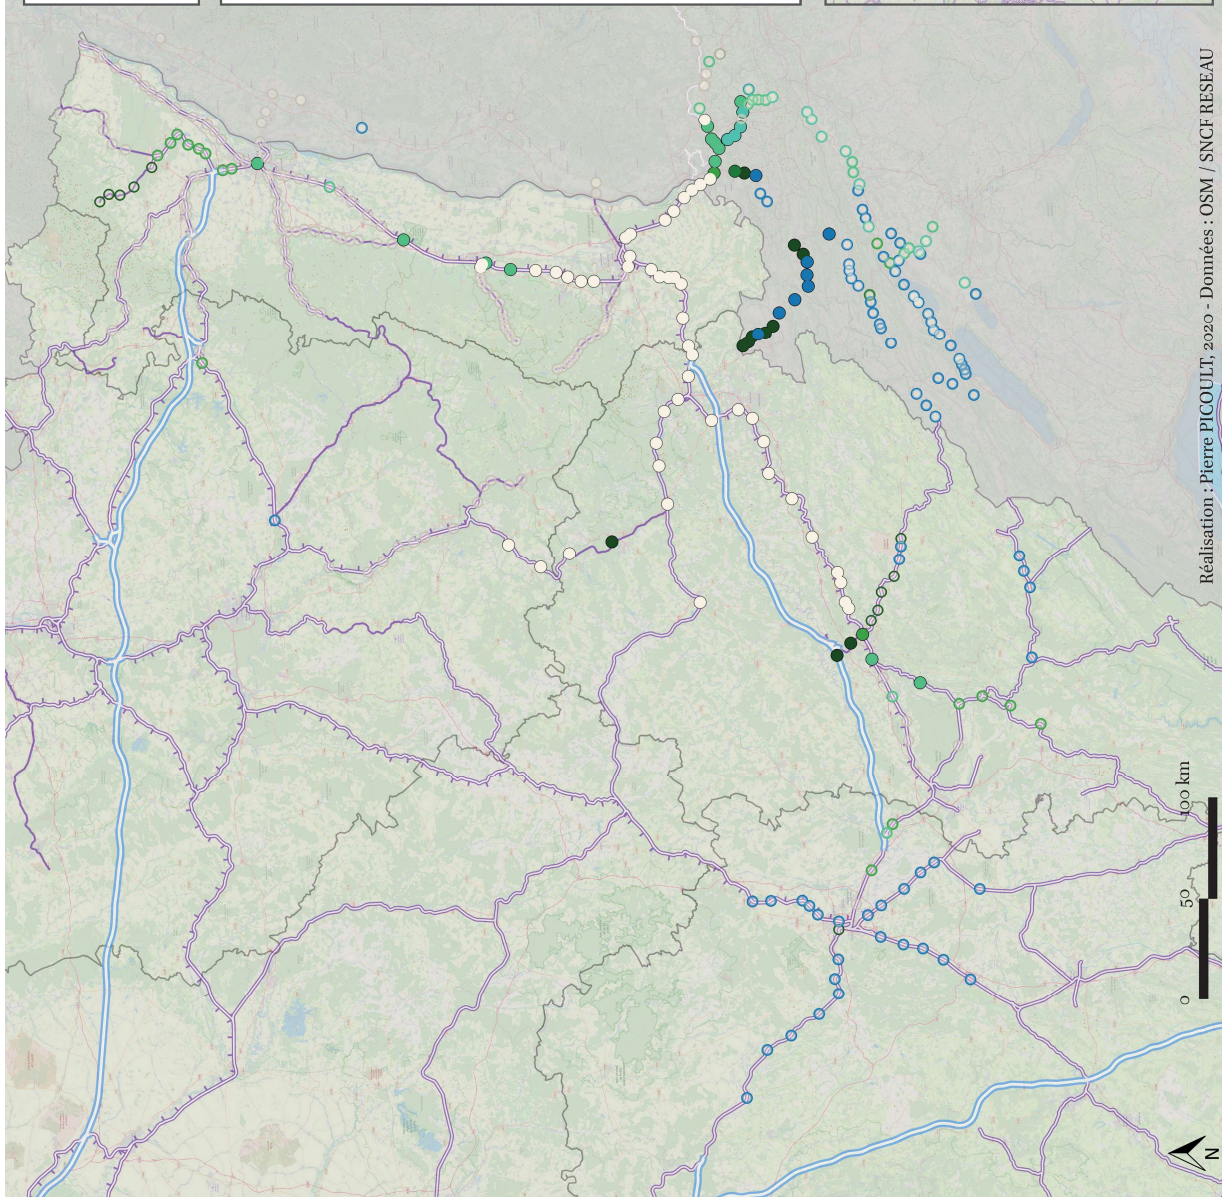 Réalisation : Pierre PICOULT, 2020 - Données : OSM / SNCF RESEAU
0 50 100 km
N